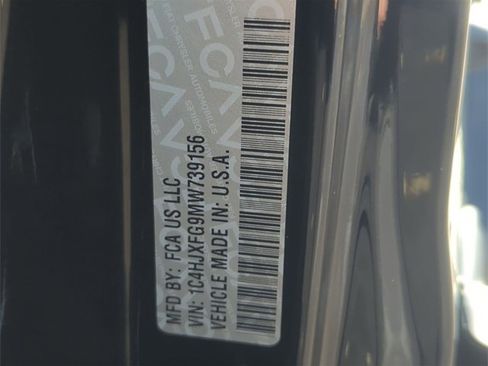 MFD BY: FCA US LLC
VIN: 1C4HJXFG9MW739156
VEHICLE MADE IN: U.S.A.